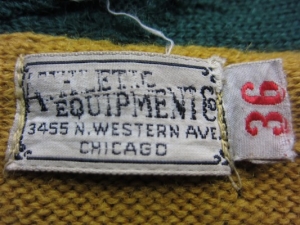 ATHLETIC
EQUIPMENT CO
3455 N. WESTERN AVE
CHICAGO
36